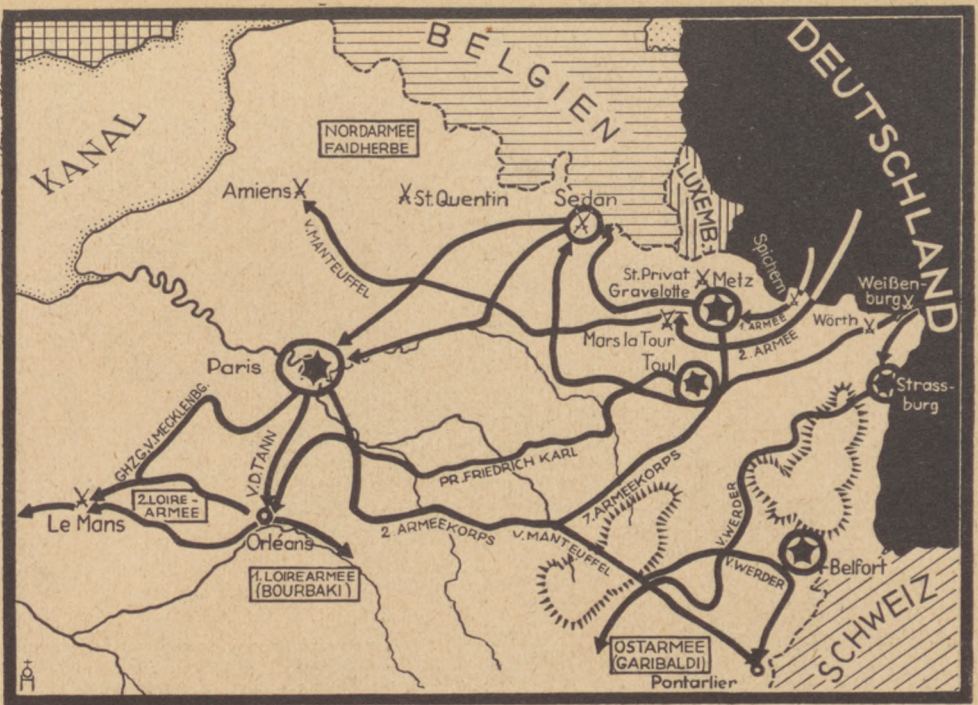 BELGIEN
DEUTSCHLAND
KANAL
NORDARMEE
FAIDHERBE
LUXEMB.
Amiens
St. Quentin
Sedan
V. MANTEUFFEL
Spichern
St. Privat
Gravelotte
Metz
Weißen-
burg
Mars la Tour
1. ARMEE
2. ARMEE
Wörth
Paris
Toul
Strass-
burg
GHZG. V. MECKLENBG.
V. D. TANN
PR. FRIEDRICH KARL
7. ARMEEKORPS
2. LOIRE-
ARMEE
Le Mans
Orléans
2. ARMEEKORPS
V. MANTEUFFEL
V. WERDER
V. WERDER
Belfort
1. LOIREARMEE
(BOURBAKI)
SCHWEIZ
OSTARMEE
(GARIBALDI)
Pontarlier